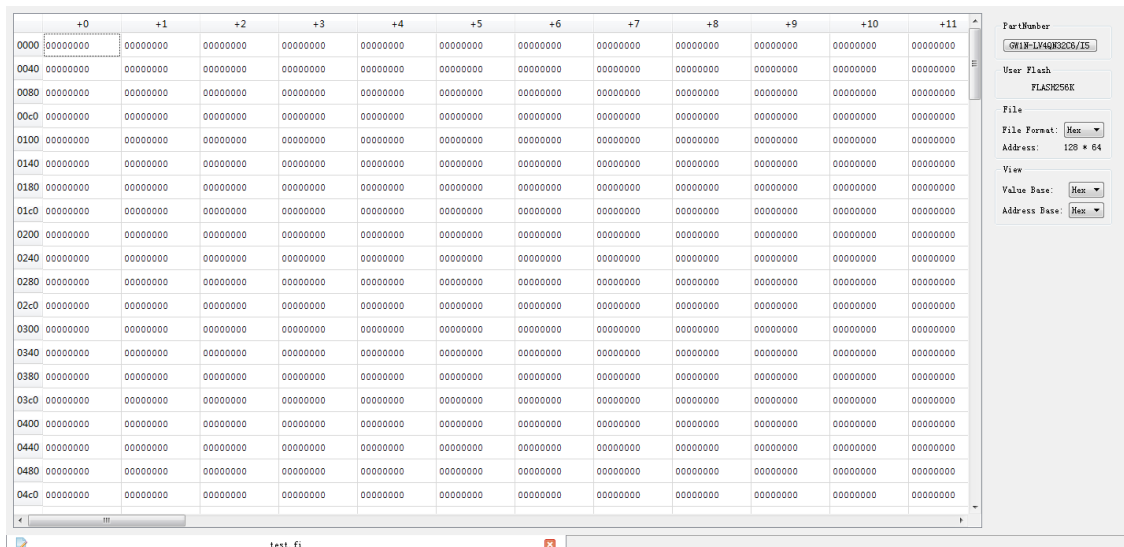 +0 +1 +2 +3 +4 +5 +6 +7 +8 +9 +10 +11
0000 00000000 00000000 00000000 00000000 00000000 00000000 00000000 00000000 00000000 00000000 00000000 00000000
0040 00000000 00000000 00000000 00000000 00000000 00000000 00000000 00000000 00000000 00000000 00000000 00000000
0080 00000000 00000000 00000000 00000000 00000000 00000000 00000000 00000000 00000000 00000000 00000000 00000000
00c0 00000000 00000000 00000000 00000000 00000000 00000000 00000000 00000000 00000000 00000000 00000000 00000000
0100 00000000 00000000 00000000 00000000 00000000 00000000 00000000 00000000 00000000 00000000 00000000 00000000
0140 00000000 00000000 00000000 00000000 00000000 00000000 00000000 00000000 00000000 00000000 00000000 00000000
0180 00000000 00000000 00000000 00000000 00000000 00000000 00000000 00000000 00000000 00000000 00000000 00000000
01c0 00000000 00000000 00000000 00000000 00000000 00000000 00000000 00000000 00000000 00000000 00000000 00000000
0200 00000000 00000000 00000000 00000000 00000000 00000000 00000000 00000000 00000000 00000000 00000000 00000000
0240 00000000 00000000 00000000 00000000 00000000 00000000 00000000 00000000 00000000 00000000 00000000 00000000
0280 00000000 00000000 00000000 00000000 00000000 00000000 00000000 00000000 00000000 00000000 00000000 00000000
02c0 00000000 00000000 00000000 00000000 00000000 00000000 00000000 00000000 00000000 00000000 00000000 00000000
0300 00000000 00000000 00000000 00000000 00000000 00000000 00000000 00000000 00000000 00000000 00000000 00000000
0340 00000000 00000000 00000000 00000000 00000000 00000000 00000000 00000000 00000000 00000000 00000000 00000000
0380 00000000 00000000 00000000 00000000 00000000 00000000 00000000 00000000 00000000 00000000 00000000 00000000
03c0 00000000 00000000 00000000 00000000 00000000 00000000 00000000 00000000 00000000 00000000 00000000 00000000
0400 00000000 00000000 00000000 00000000 00000000 00000000 00000000 00000000 00000000 00000000 00000000 00000000
0440 00000000 00000000 00000000 00000000 00000000 00000000 00000000 00000000 00000000 00000000 00000000 00000000
0480 00000000 00000000 00000000 00000000 00000000 00000000 00000000 00000000 00000000 00000000 00000000 00000000
04c0 00000000 00000000 00000000 00000000 00000000 00000000 00000000 00000000 00000000 00000000 00000000 00000000
PartNumber
GW1N-LV4QN32C6/I5
User Flash
FLASH256K
File
File Format: Hex
Address: 128 * 64
View
Value Base: Hex
Address Base: Hex
test.fi